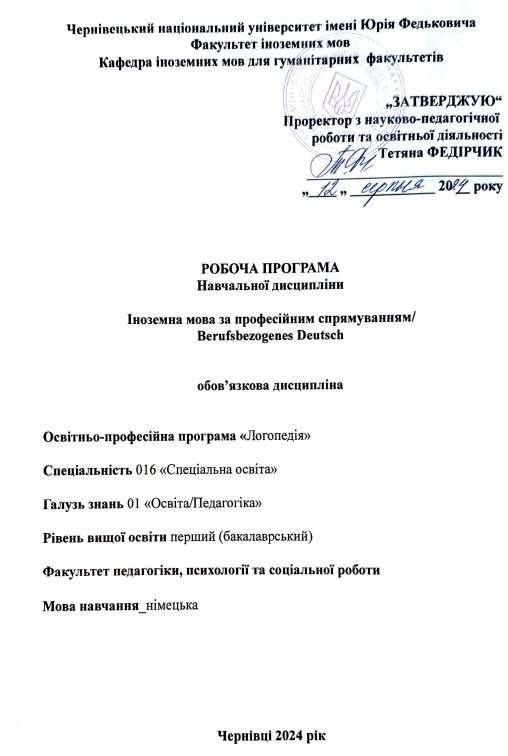 Чернівецький національний університет імені Юрія Федьковича
Факультет іноземних мов
Кафедра іноземних мов для гуманітарних факультетів
„ЗАТВЕРДЖУЮ“
Проректор з науково-педагогічної
роботи та освітньої діяльності
Тетяна ФЕДІРЧИК
„ 12 „ серпня 2024 року
РОБОЧА ПРОГРАМА
Навчальної дисципліни
Іноземна мова за професійним спрямуванням/
Berufsbezogenes Deutsch
обов’язкова дисципліна
Освітньо-професійна програма «Логопедія»
Спеціальність 016 «Спеціальна освіта»
Галузь знань 01 «Освіта/Педагогіка»
Рівень вищої освіти перший (бакалаврський)
Факультет педагогіки, психології та соціальної роботи
Мова навчання_німецька
Чернівці 2024 рік